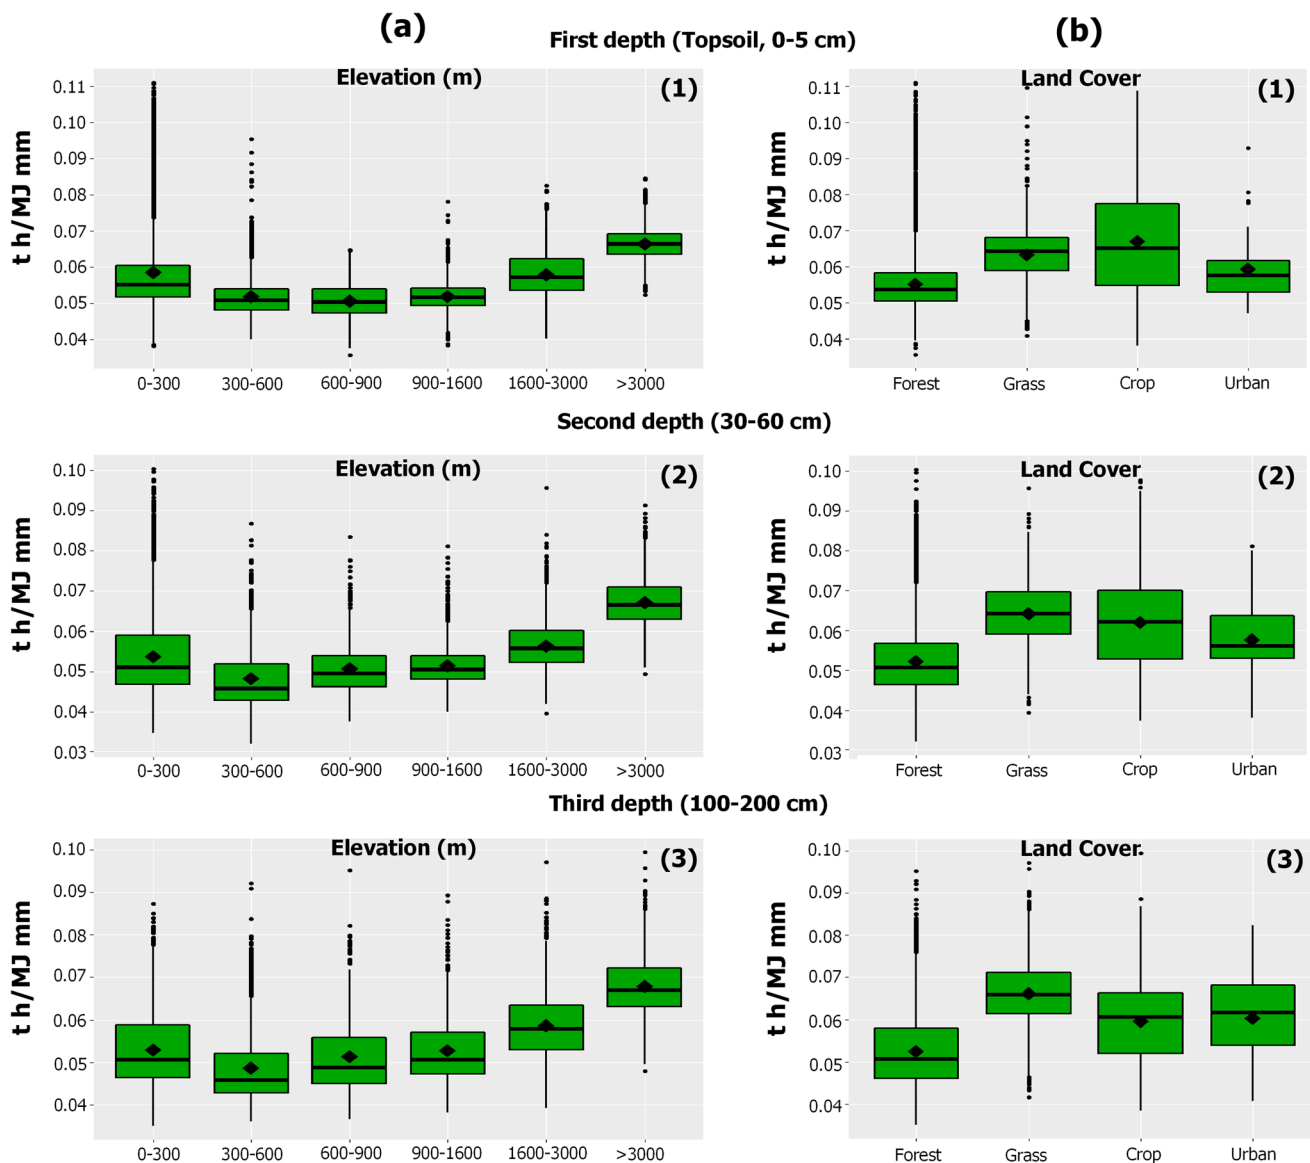 (a)
(b)
First depth (Topsoil, 0-5 cm)
Elevation (m)
(1)
t h/MJ mm
0.11
0.10
0.09
0.08
0.07
0.06
0.05
0.04
0-300
300-600
600-900
900-1600
1600-3000
>3000
Land Cover
(1)
t h/MJ mm
0.11
0.10
0.09
0.08
0.07
0.06
0.05
0.04
Forest
Grass
Crop
Urban
Second depth (30-60 cm)
Elevation (m)
(2)
t h/MJ mm
0.10
0.09
0.08
0.07
0.06
0.05
0.04
0.03
0-300
300-600
600-900
900-1600
1600-3000
>3000
Land Cover
(2)
t h/MJ mm
0.10
0.09
0.08
0.07
0.06
0.05
0.04
0.03
Forest
Grass
Crop
Urban
Third depth (100-200 cm)
Elevation (m)
(3)
t h/MJ mm
0.10
0.09
0.08
0.07
0.06
0.05
0.04
0-300
300-600
600-900
900-1600
1600-3000
>3000
Land Cover
(3)
t h/MJ mm
0.10
0.09
0.08
0.07
0.06
0.05
0.04
Forest
Grass
Crop
Urban